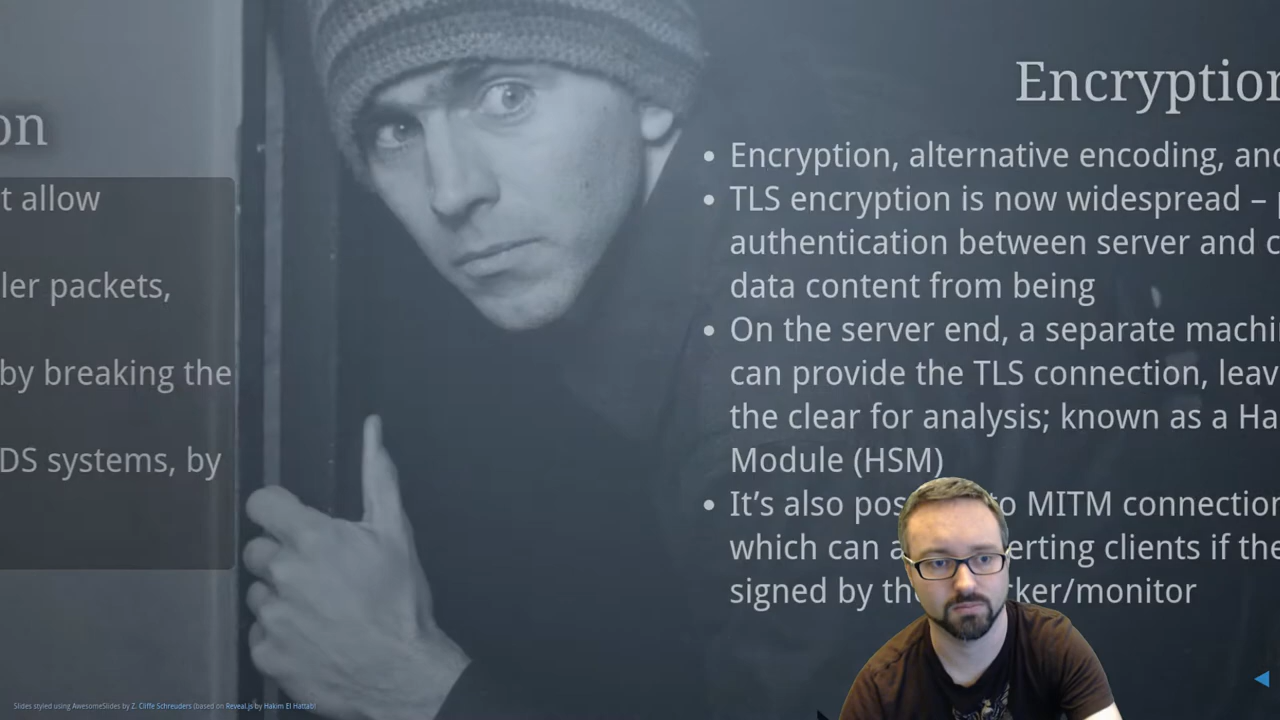 on
t allow
ler packets,
by breaking the
DS systems, by
Encryption
Encryption, alternative encoding, and
TLS encryption is now widespread –
authentication between server and c
data content from being
On the server end, a separate machi
can provide the TLS connection, leav
the clear for analysis; known as a Ha
Module (HSM)
It’s also pos to MITM connection
which can a erting clients if the
signed by th ker/monitor
Slides styled using AwesomeSlides by Z. Cliffe Schreuders (based on Reveal.js by Hakim El Hattab)